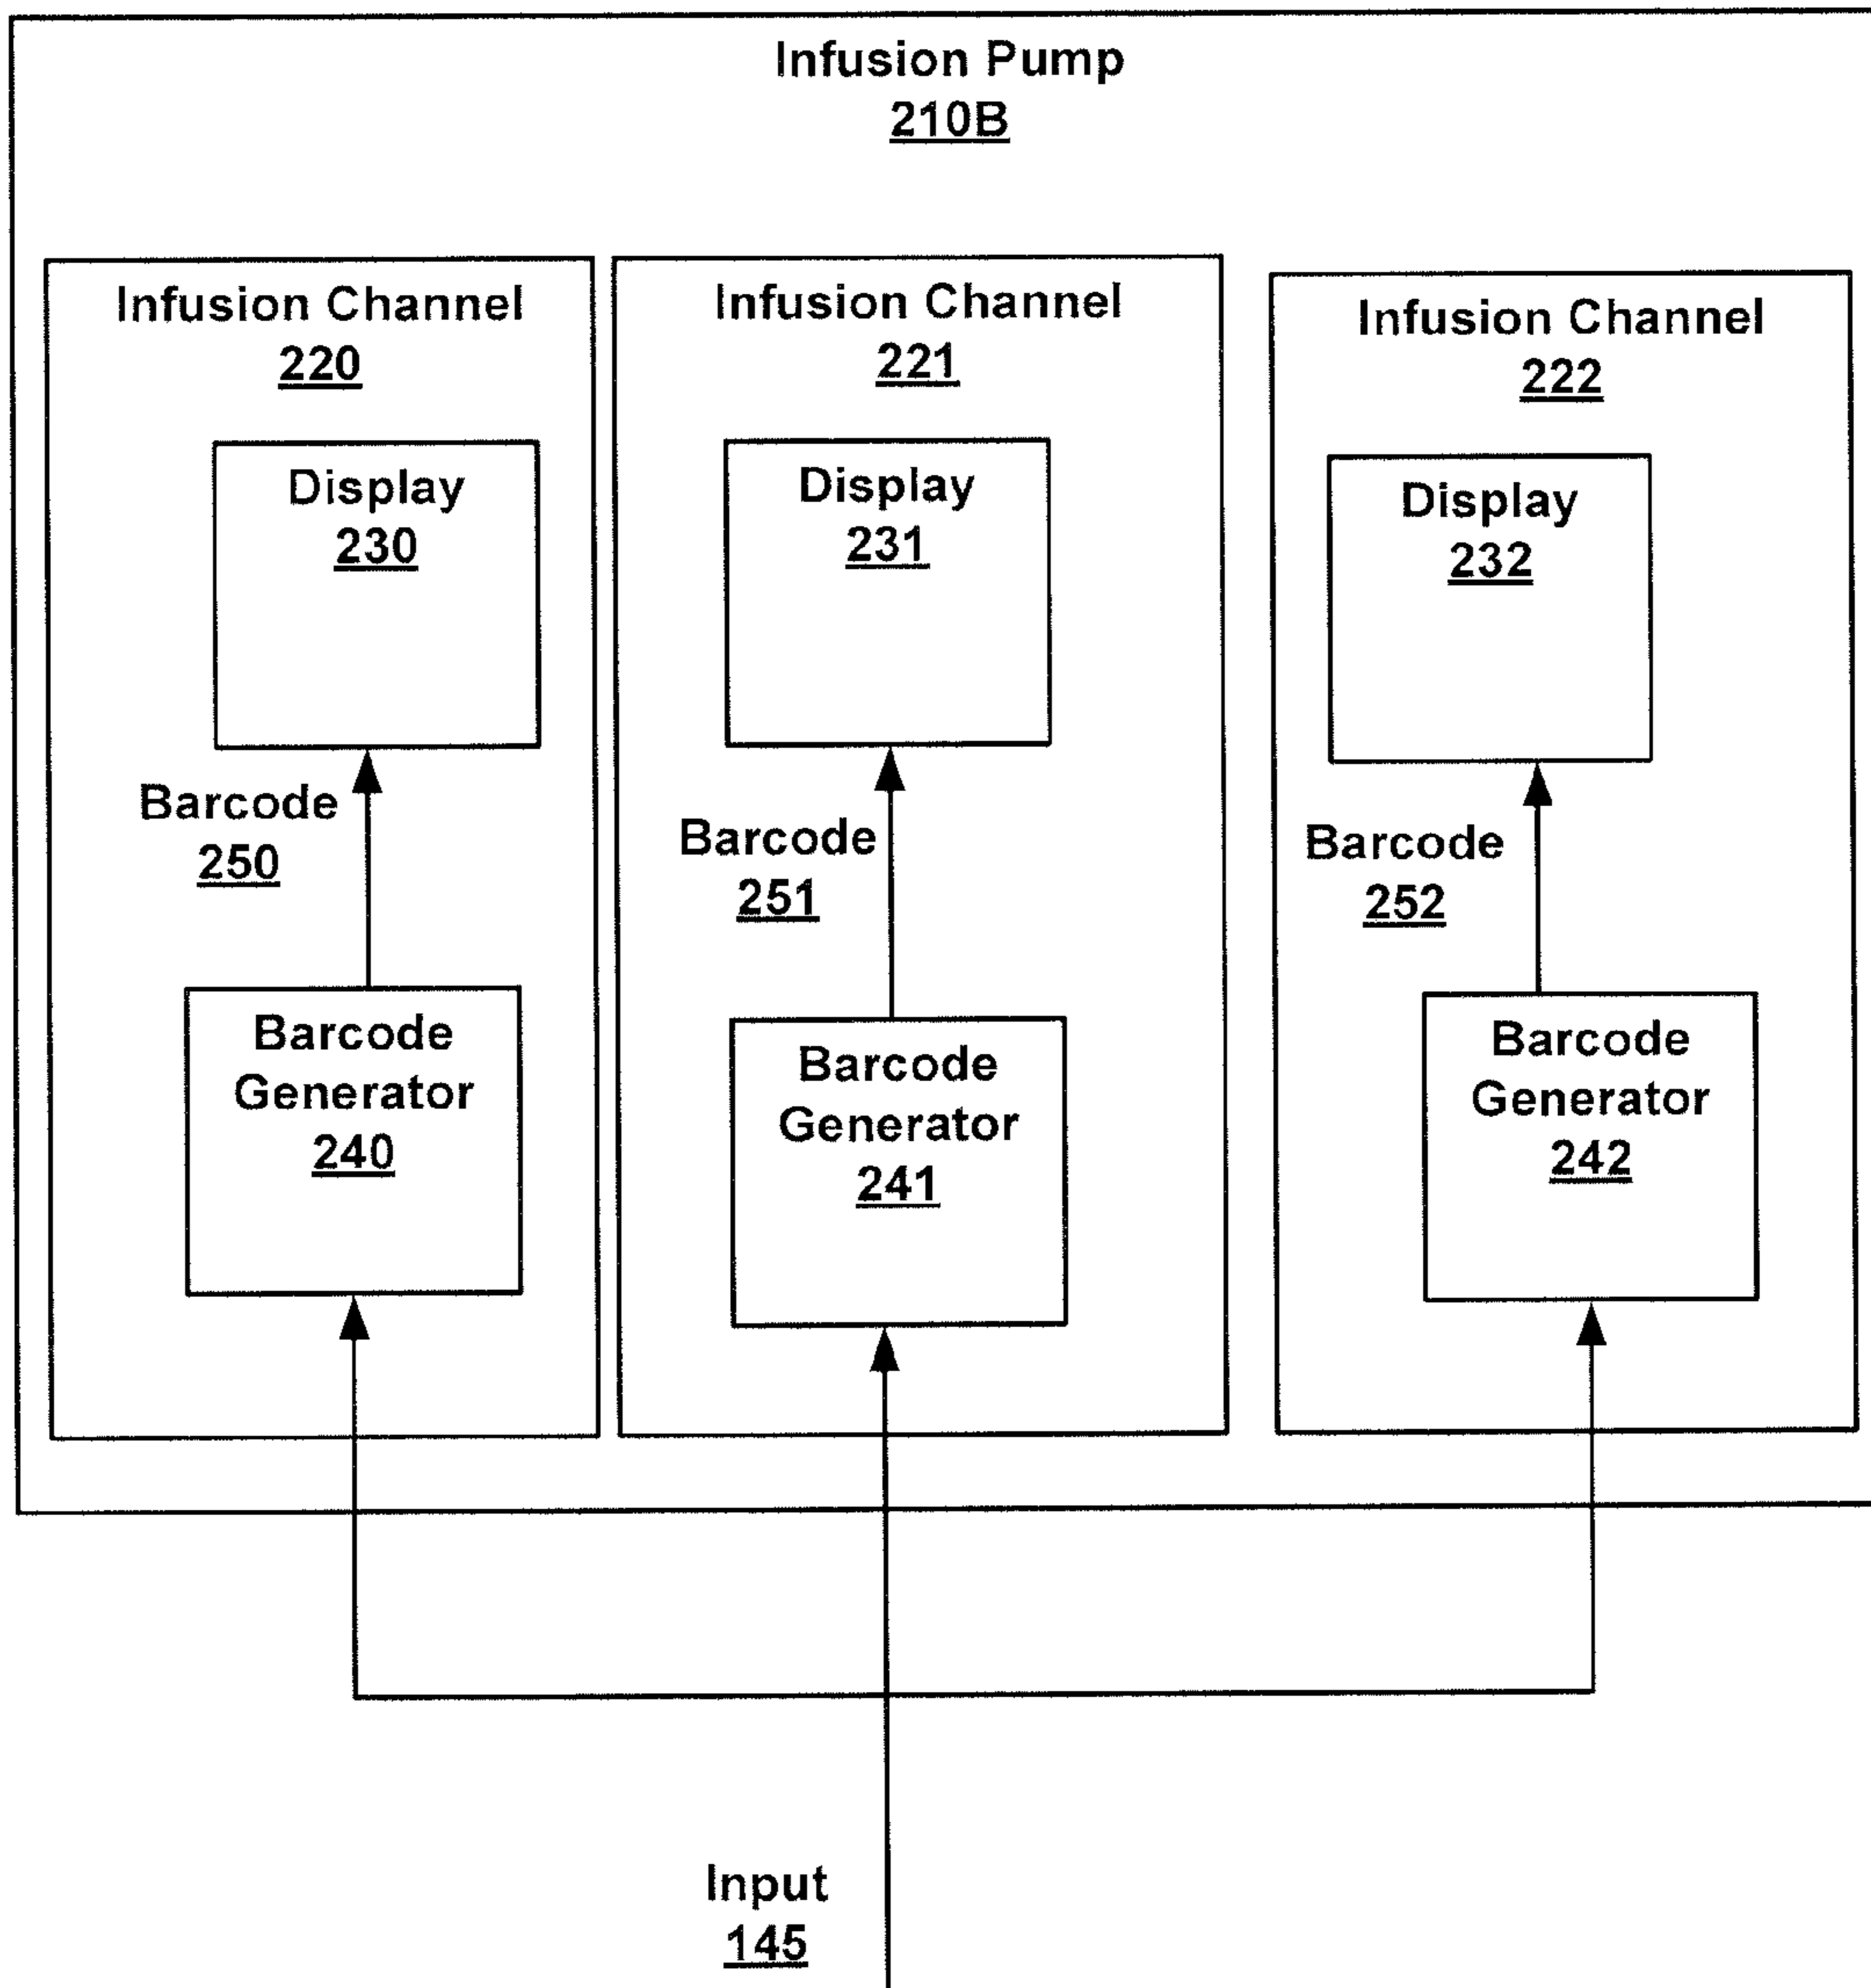 Infusion Pump
210B
Infusion Channel
220
Display
230
Barcode
250
Barcode
Generator
240
Infusion Channel
221
Display
231
Barcode
251
Barcode
Generator
241
Infusion Channel
222
Display
232
Barcode
252
Barcode
Generator
242
Input
145